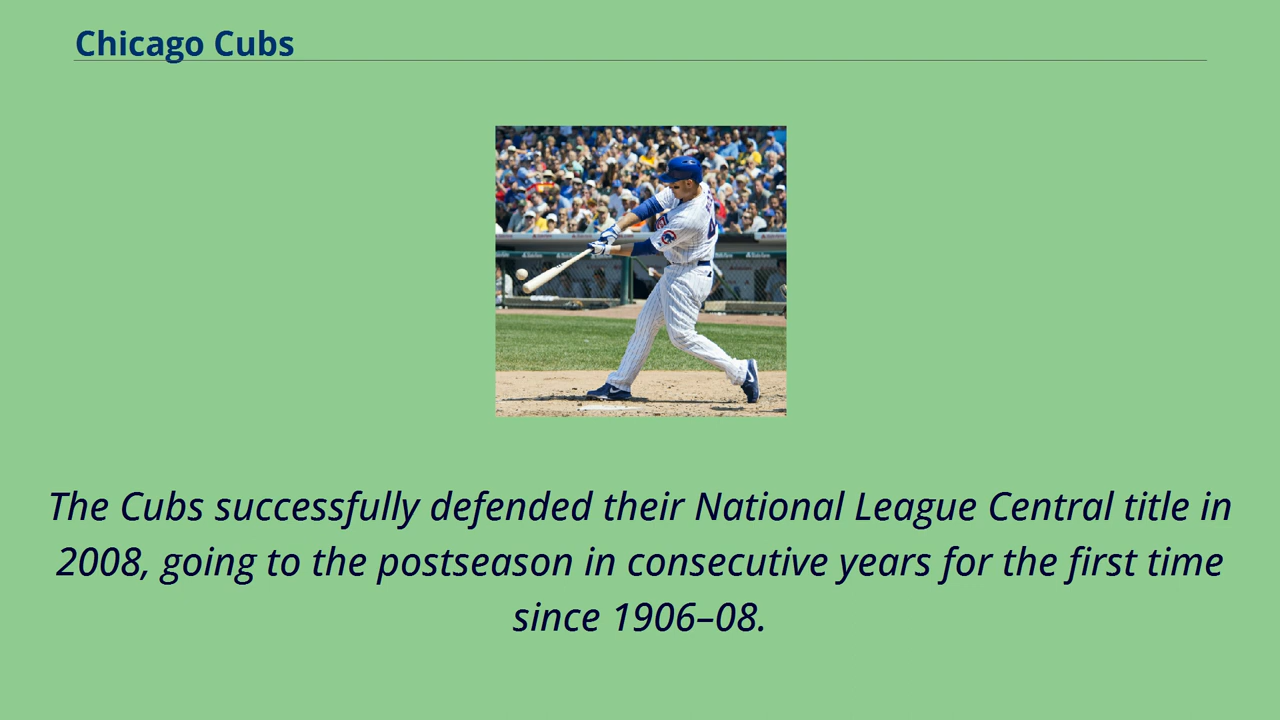 Chicago Cubs
The Cubs successfully defended their National League Central title in
2008, going to the postseason in consecutive years for the first time
since 1906–08.